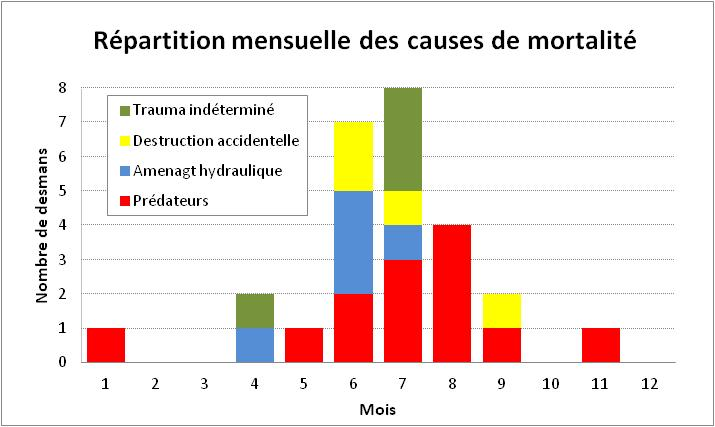 Répartition mensuelle des causes de mortalité
8
7
6
5
4
3
2
1
0
Nombre de desmans
Trauma indéterminé
Destruction accidentelle
Amenagt hydraulique
Prédateurs
1 2 3 4 5 6 7 8 9 10 11 12
Mois